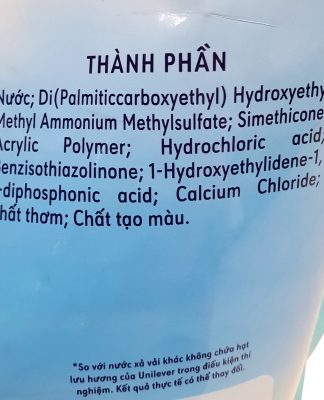 THÀNH PHẦN
Nước; Di(Palmiticcarboxyethyl) Hydroxyethy
Methyl Ammonium Methylsulfate; Simethicone
Acrylic Polymer; Hydrochloric acid;
Benzisothiazolinone; 1-Hydroxyethylidene-1,
-diphosphonic acid; Calcium Chloride;
hất thơm; Chất tạo màu.
*So với nước xả vải khác không chứa hạt
lưu hương của Unilever trong điều kiện thí
nghiệm. Kết quả thực tế có thể thay đổi.